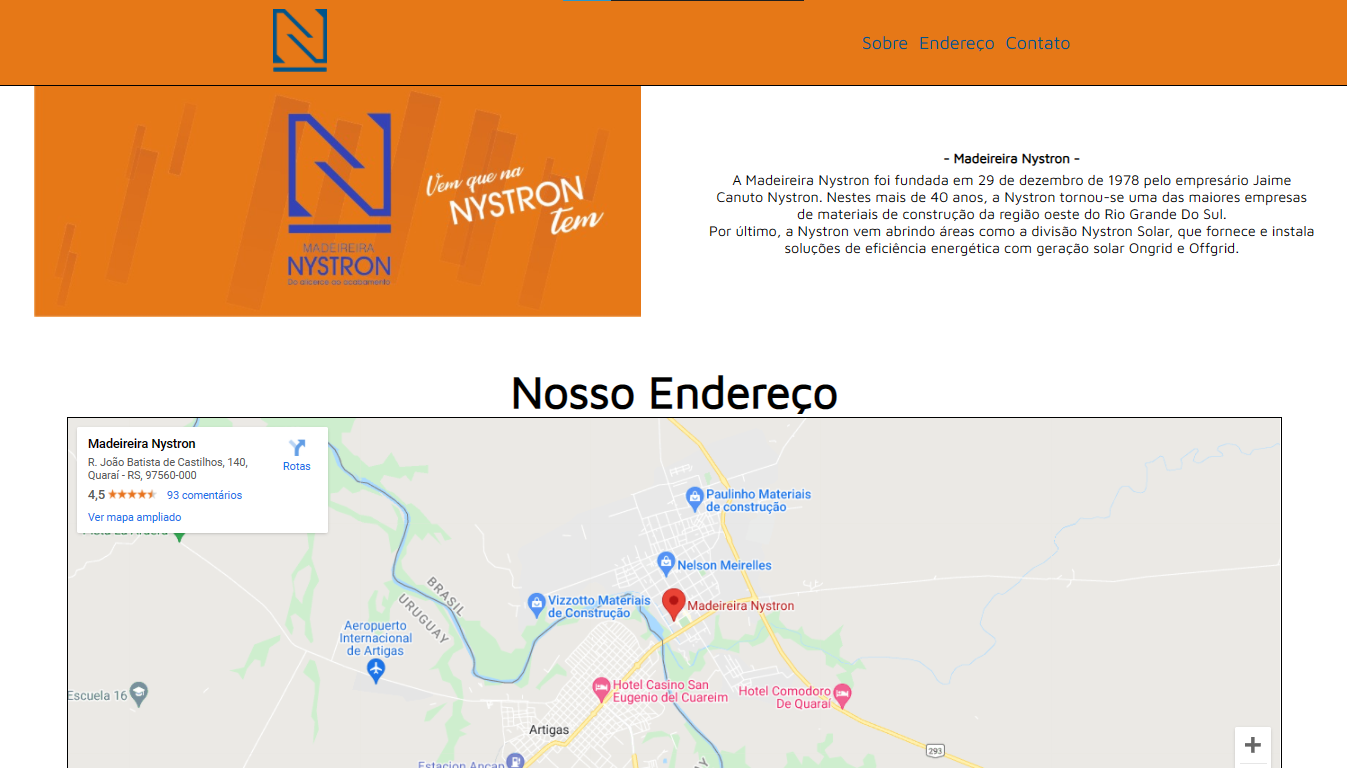 Sobre Endereço Contato
Vem que na
NYSTRON
tem
MADEIREIRA
NYSTRON
Do alicerce ao acabamento
- Madeireira Nystron -
A Madeireira Nystron foi fundada em 29 de dezembro de 1978 pelo empresário Jaime
Canuto Nystron. Nestes mais de 40 anos, a Nystron tornou-se uma das maiores empresas
de materiais de construção da região oeste do Rio Grande Do Sul.
Por último, a Nystron vem abrindo áreas como a divisão Nystron Solar, que fornece e instala
soluções de eficiência energética com geração solar Ongrid e Offgrid.
Nosso Endereço
Madeireira Nystron
R. João Batista de Castilhos, 140,
Quaraí - RS, 97560-000
Rotas
4,5 93 comentários
Ver mapa ampliado
Paulinho Materiais
de construção
Nelson Meirelles
BRASIL
URUGUAY
Vizzotto Materiais
de Construção
Madeireira Nystron
Aeropuerto
Internacional
de Artigas
Escuela 16
Hotel Casino San
Eugenio del Cuareim
Hotel Comodoro
De Quaraí
Artigas
293
Estacion Ancap
+